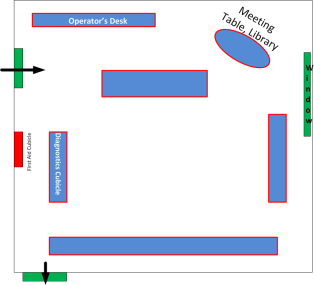 Operator's Desk
Meeting
Table, Library
Window
First Aid Cubicle
Diagnostics Cubicle